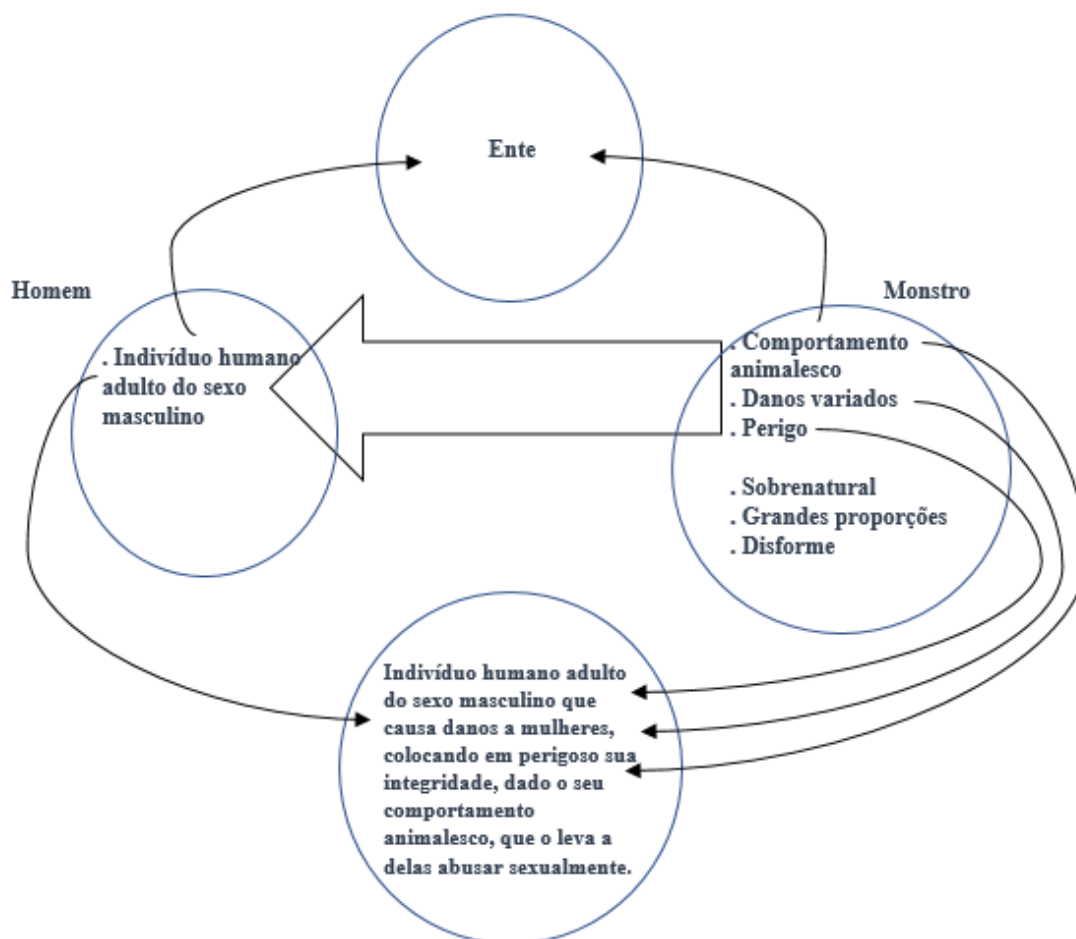 Ente
Homem
Monstro
. Indivíduo humano
adulto do sexo
masculino
. Comportamento
animalesco
. Danos variados
. Perigo
. Sobrenatural
. Grandes proporções
. Disforme
Indivíduo humano adulto
do sexo masculino que
causa danos a mulheres,
colocando em perigoso sua
integridade, dado o seu
comportamento
animalesco, que o leva a
delas abusar sexualmente.